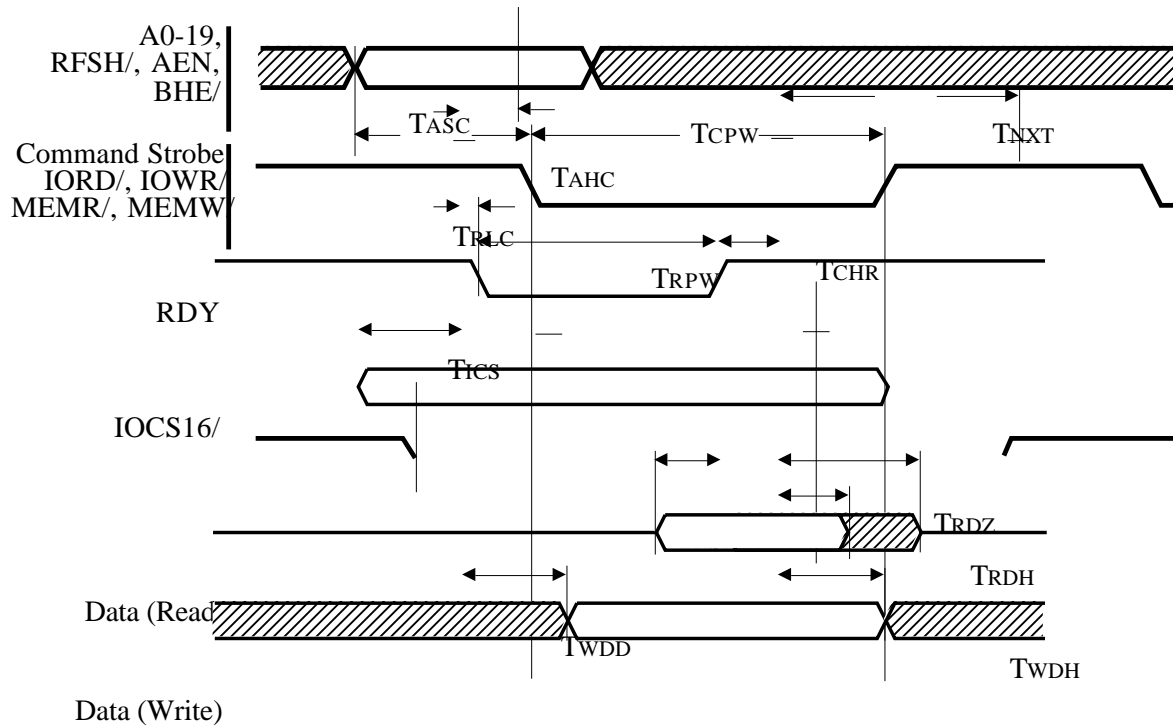 A0-19,
RFSH/, AEN,
BHE/
TASC
TCPW
TNXT
Command Strobe
IORD/, IOWR/
MEMR/, MEMW/
TAHC
TRLC
TRPW
TCHR
RDY
TICS
IOCS16/
TRDZ
TRDH
Data (Read
TWDD
TWDH
Data (Write)